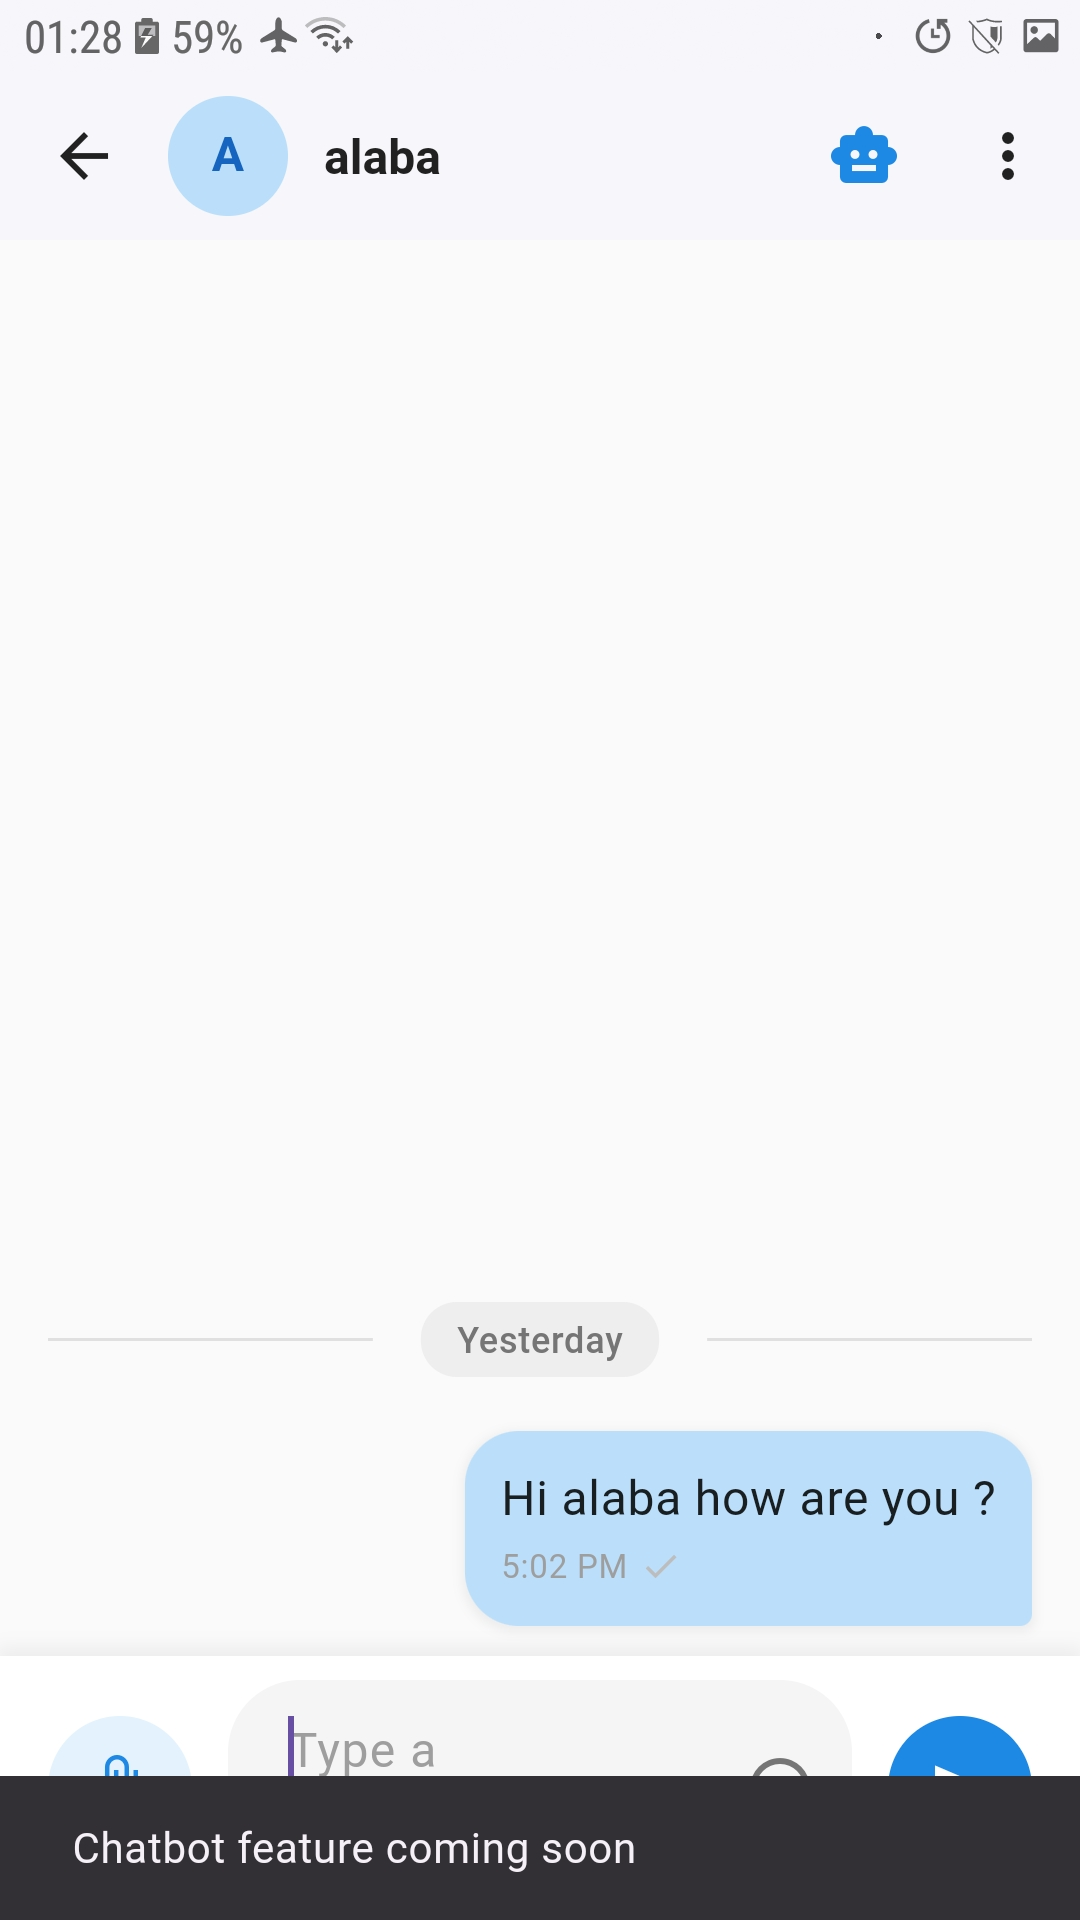 01:28 59%
A alaba
Yesterday
Hi alaba how are you ?
5:02 PM
Type a
Chatbot feature coming soon